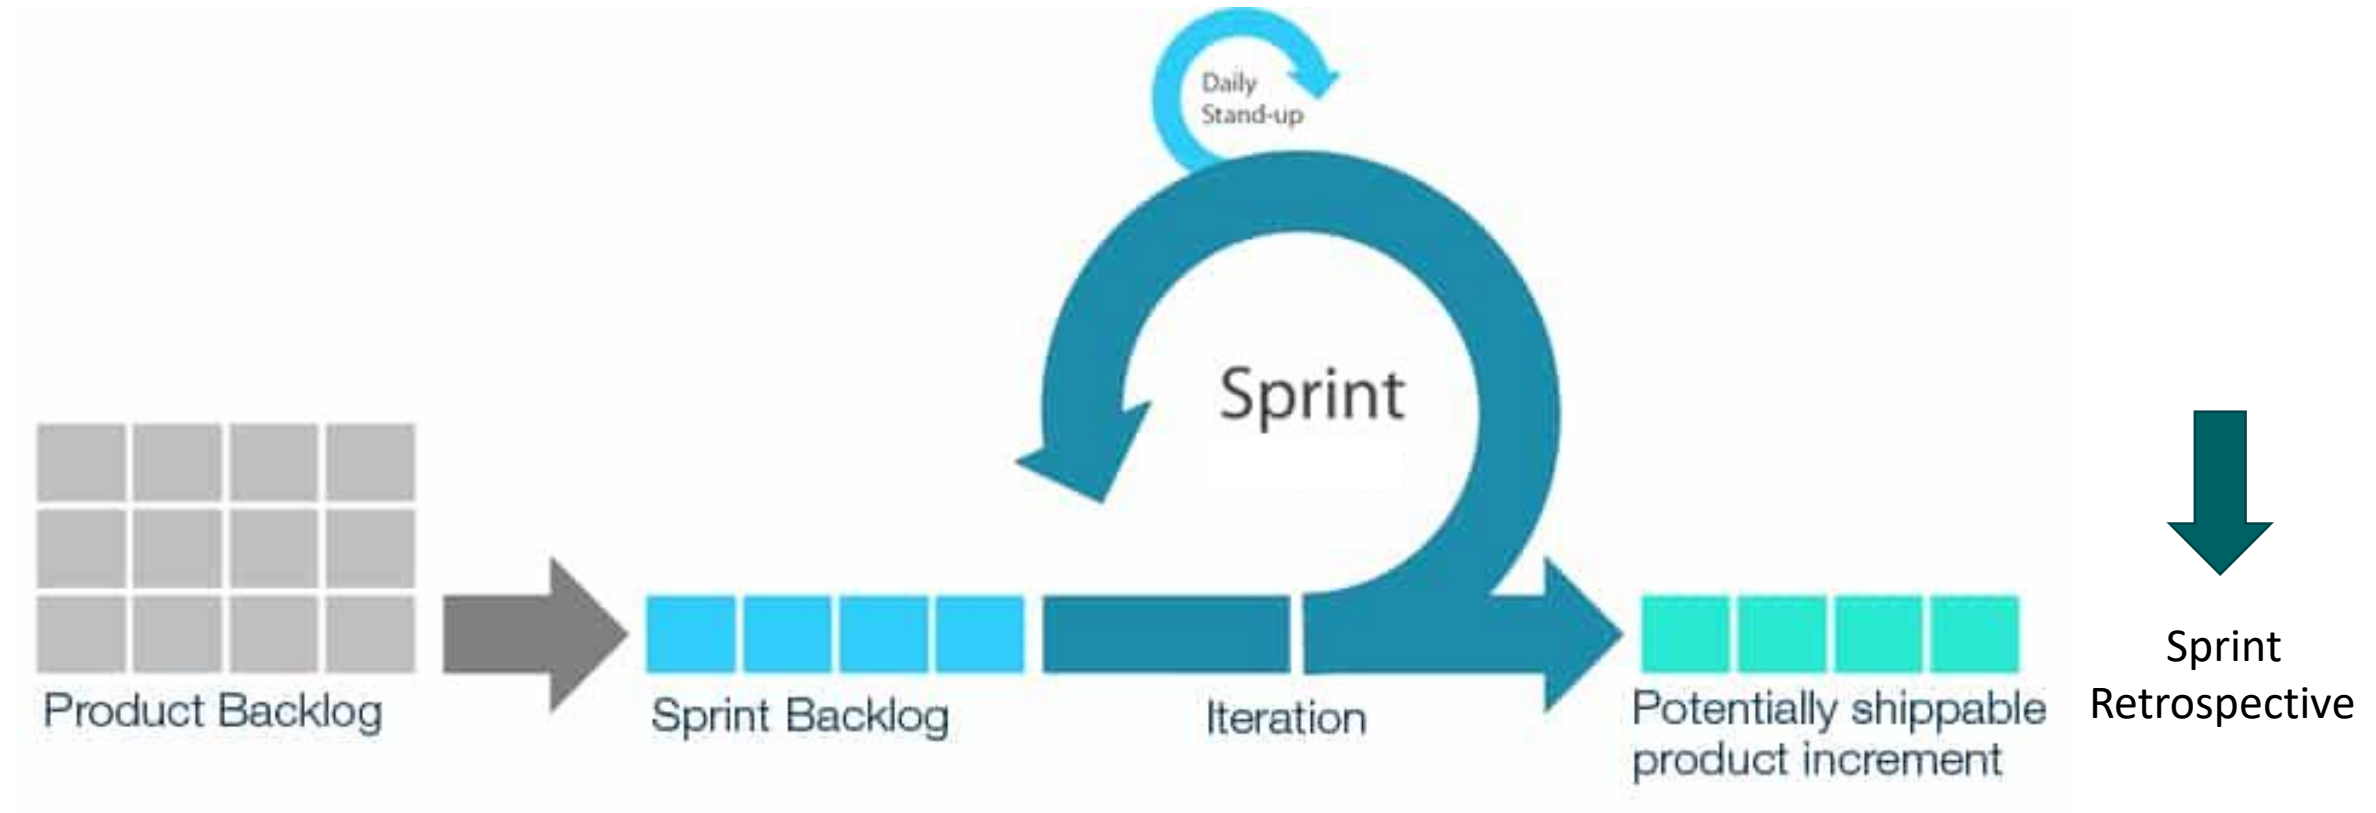 Daily
Stand-up
Sprint
Product Backlog
Sprint Backlog
Iteration
Potentially shippable
product increment
Sprint
Retrospective